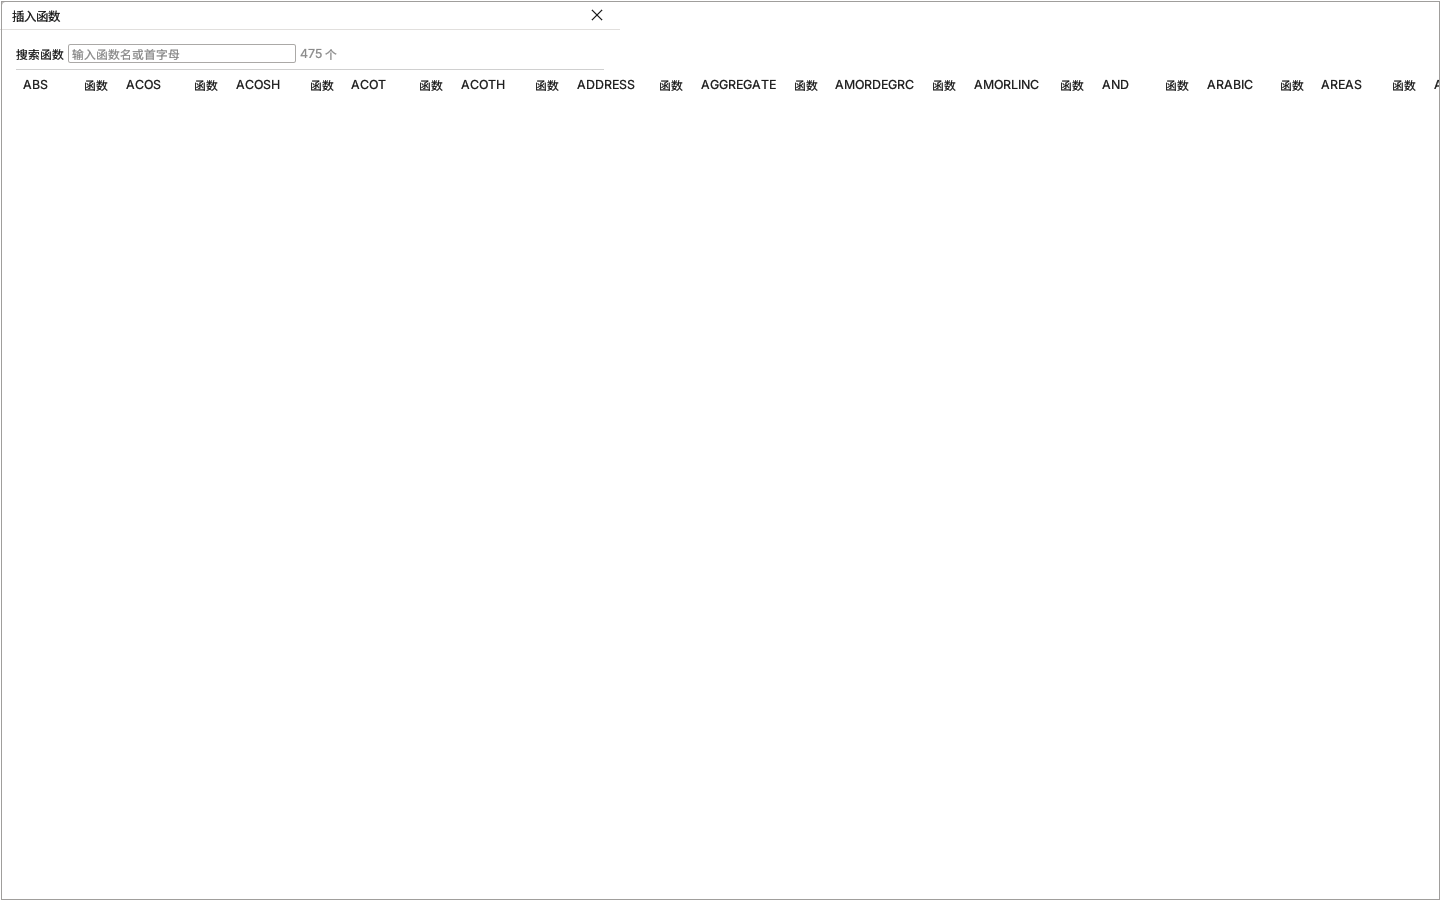 插入函数
搜索函数 输入函数名或首字母 475 个
ABS 函数 ACOS 函数 ACOSH 函数 ACOT 函数 ACOTH 函数 ADDRESS 函数 AGGREGATE 函数 AMORDEGRC 函数 AMORLINC 函数 AND 函数 ARABIC 函数 AREAS 函数